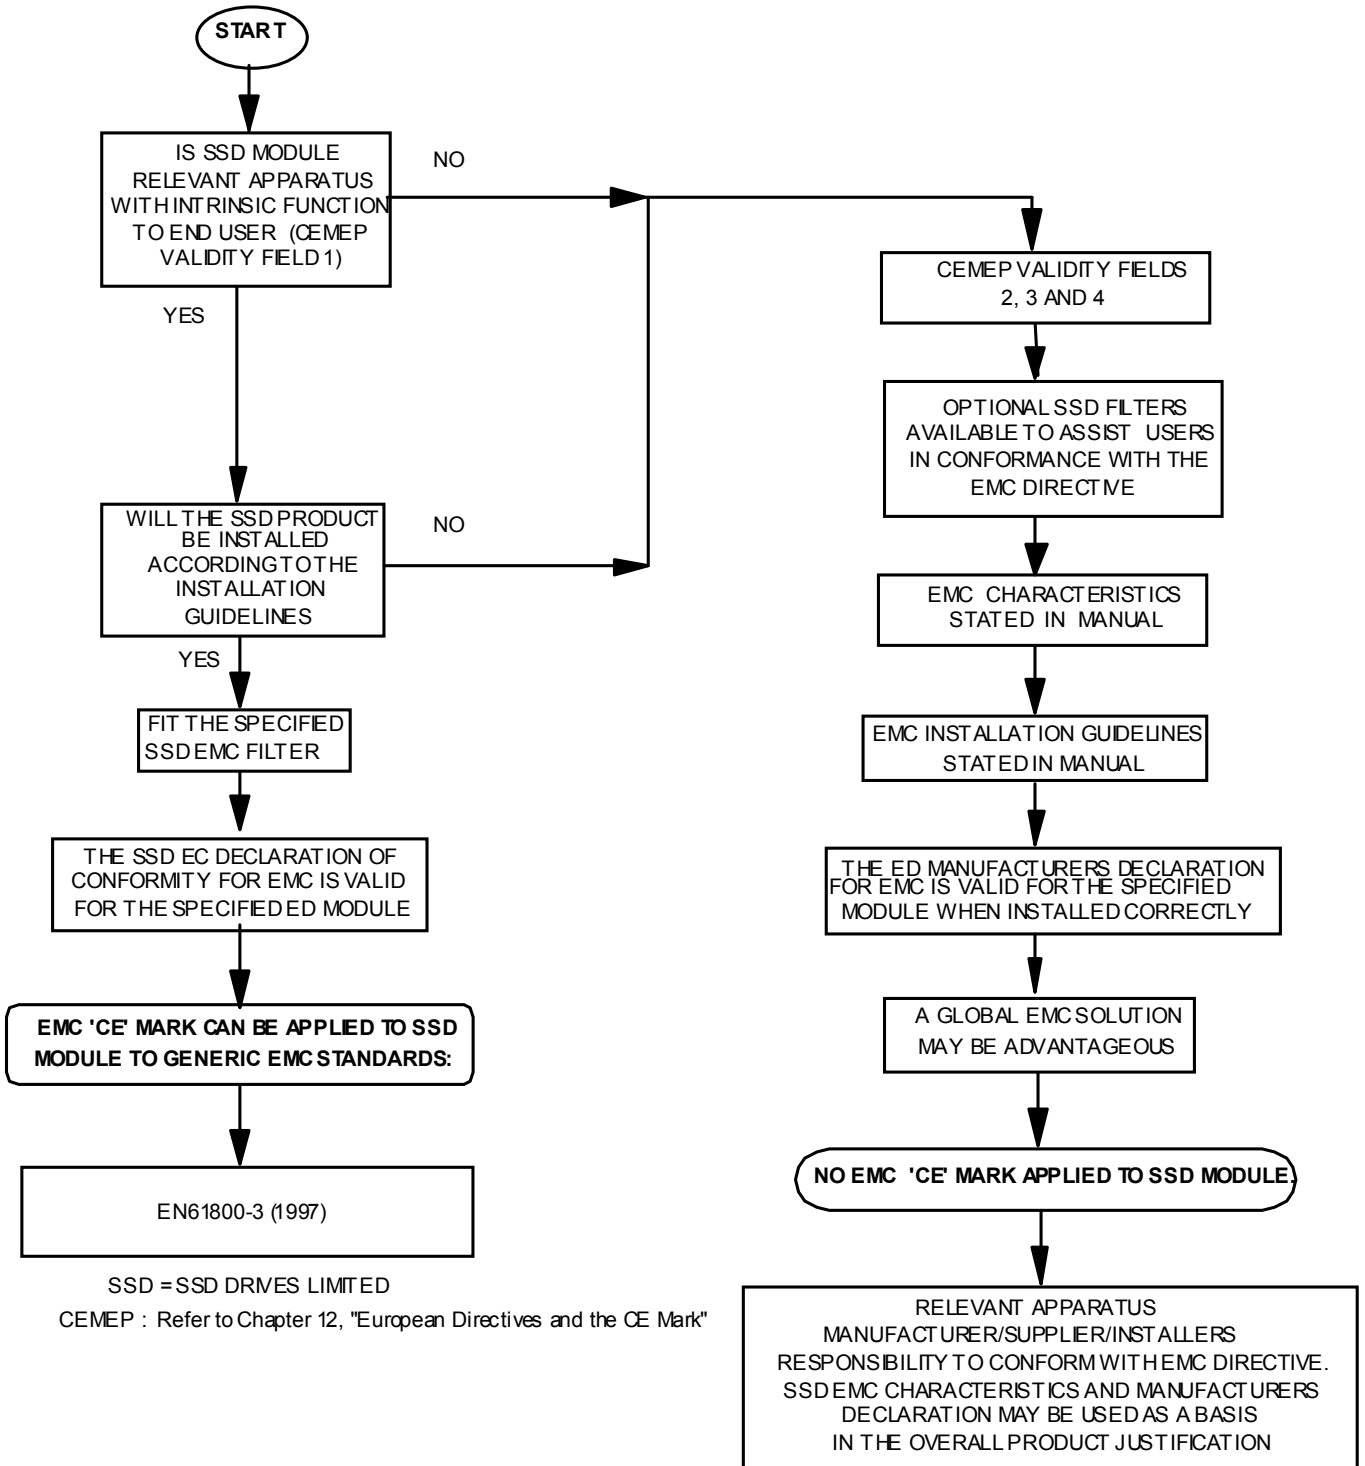 START
IS SSD MODULE
RELEVANT APPARATUS
WITH INTRINSIC FUNCTION
TO END USER (CEMEP
VALIDITY FIELD 1)
NO
YES
WILL THE SSD PRODUCT
BE INSTALLED
ACCORDING TO THE
INSTALLATION
GUIDELINES
NO
YES
FIT THE SPECIFIED
SSD EMC FILTER
THE SSD EC DECLARATION OF
CONFORMITY FOR EMC IS VALID
FOR THE SPECIFIED ED MODULE
EMC 'CE' MARK CAN BE APPLIED TO SSD
MODULE TO GENERIC EMC STANDARDS:
EN61800-3 (1997)
SSD = SSD DRIVES LIMITED
CEMEP : Refer to Chapter 12, "European Directives and the CE Mark"
CEMEP VALIDITY FIELDS
2, 3 AND 4
OPTIONAL SSD FILTERS
AVAILABLE TO ASSIST USERS
IN CONFORMANCE WITH THE
EMC DIRECTIVE
EMC CHARACTERISTICS
STATED IN MANUAL
EMC INSTALLATION GUIDELINES
STATED IN MANUAL
THE ED MANUFACTURERS DECLARATION
FOR EMC IS VALID FOR THE SPECIFIED
MODULE WHEN INSTALLED CORRECTLY
A GLOBAL EMC SOLUTION
MAY BE ADVANTAGEOUS
NO EMC 'CE' MARK APPLIED TO SSD MODULE.
RELEVANT APPARATUS
MANUFACTURER/SUPPLIER/INSTALLERS
RESPONSIBILITY TO CONFORM WITH EMC DIRECTIVE.
SSD EMC CHARACTERISTICS AND MANUFACTURERS
DECLARATION MAY BE USED AS A BASIS
IN THE OVERALL PRODUCT JUSTIFICATION